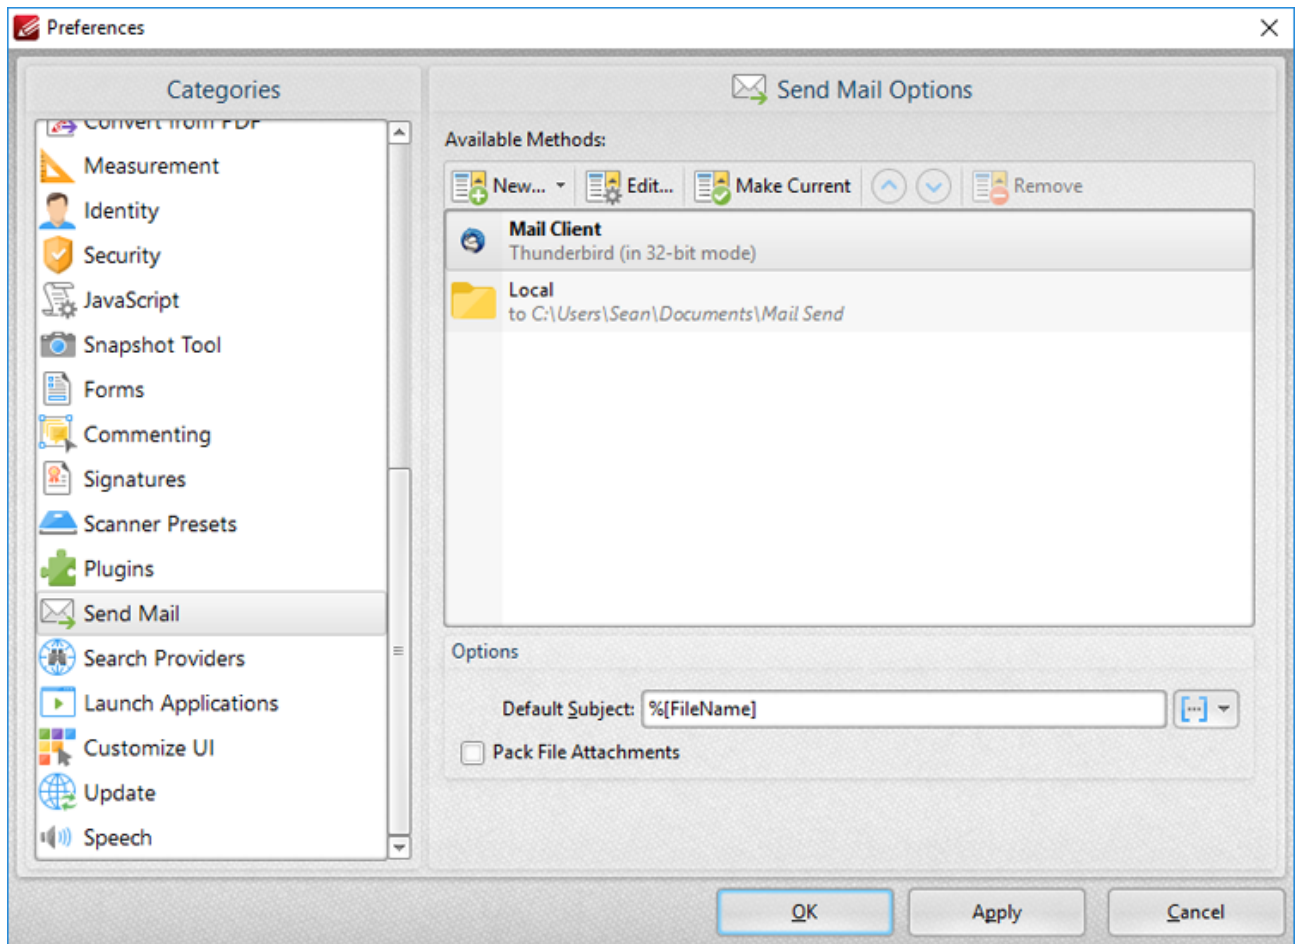 Preferences
Categories
Convert from PDF
Measurement
Identity
Security
JavaScript
Snapshot Tool
Forms
Commenting
Signatures
Scanner Presets
Plugins
Send Mail
Search Providers
Launch Applications
Customize UI
Update
Speech
Send Mail Options
Available Methods:
New... Edit... Make Current Remove
Mail Client
Thunderbird (in 32-bit mode)
Local
to C:\Users\Sean\Documents\Mail Send
Options
Default Subject: %[FileName]
Pack File Attachments
OK Apply Cancel